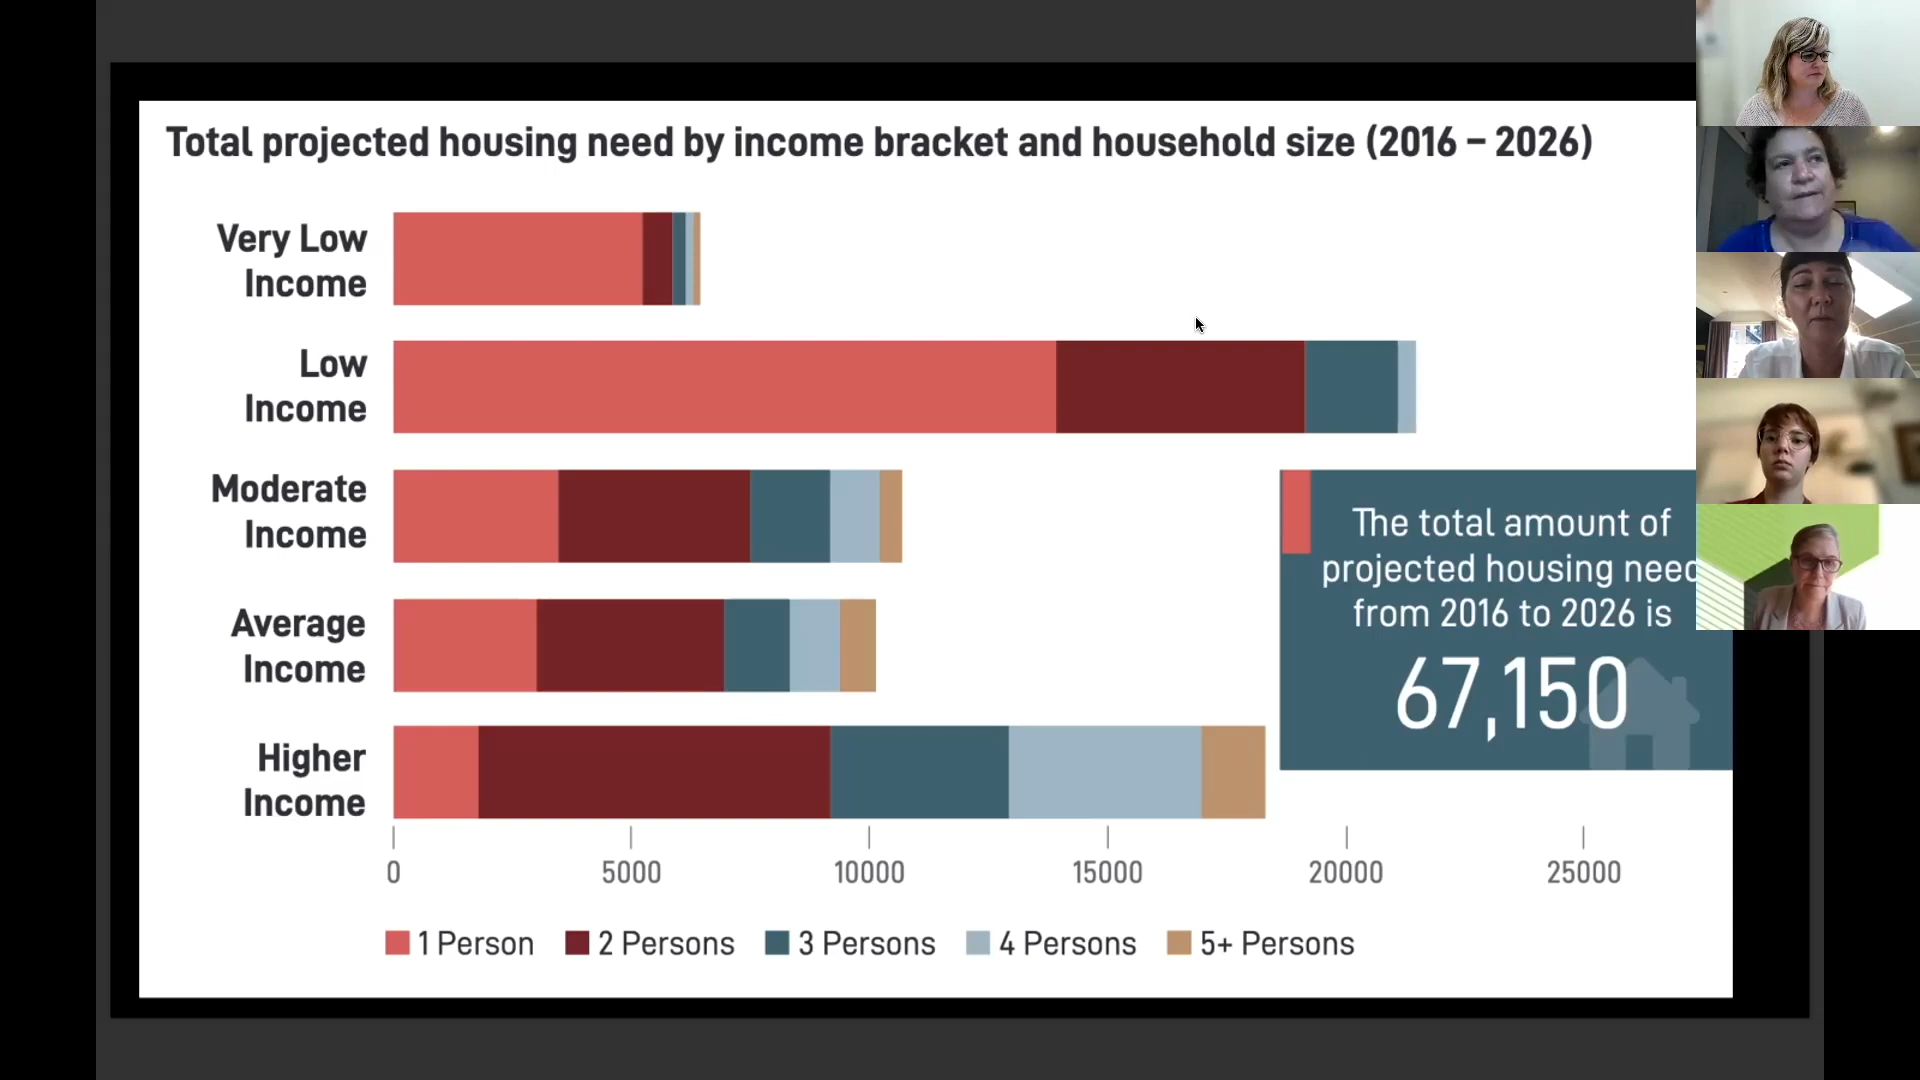 Total projected housing need by income bracket and household size (2016 – 2026)
Very Low
Income
Low
Income
Moderate
Income
Average
Income
Higher
Income
The total amount of
projected housing need
from 2016 to 2026 is
67,150
0 5000 10000 15000 20000 25000
1 Person 2 Persons 3 Persons 4 Persons 5+ Persons